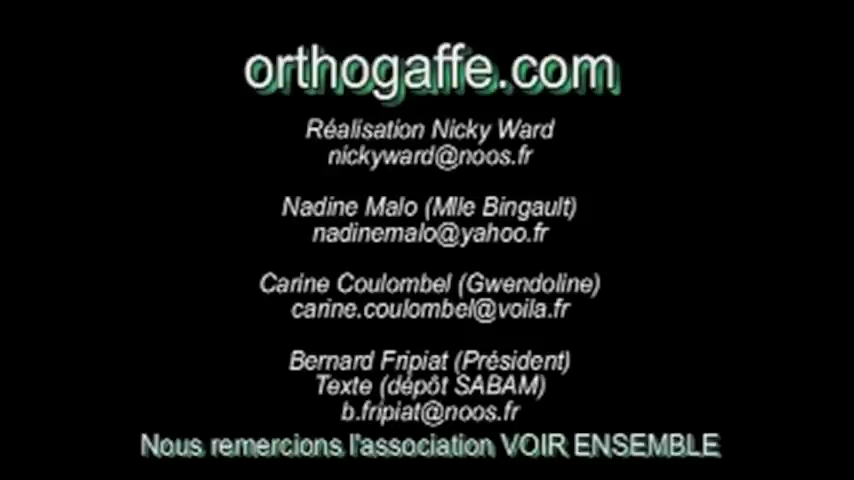 orthogaffe.com
Réalisation Nicky Ward
nickyward@noos.fr
Nadine Malo (Mlle Bingault)
nadinemalo@yahoo.fr
Carine Coulombel (Gwendoline)
carine.coulombel@voila.fr
Bernard Fripiat (Président)
Texte (dépôt SABAM)
b.fripiat@noos.fr
Nous remercions l'association VOIR ENSEMBLE